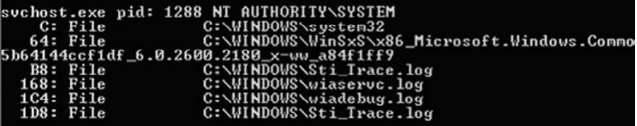 svchost.exe pid: 1288 NT AUTHORITY\SYSTEM
C: File C:\WINDOWS\system32
64: File C:\WINDOWS\WinSxS\x86_Microsoft.Windows.Commo
5b64144ccf1df_6.0.2600.2180_x-ww_a84f1ff9
B8: File C:\WINDOWS\Sti_Trace.log
168: File C:\WINDOWS\wiaservc.log
1C4: File C:\WINDOWS\wiadebug.log
1D8: File C:\WINDOWS\Sti_Trace.log